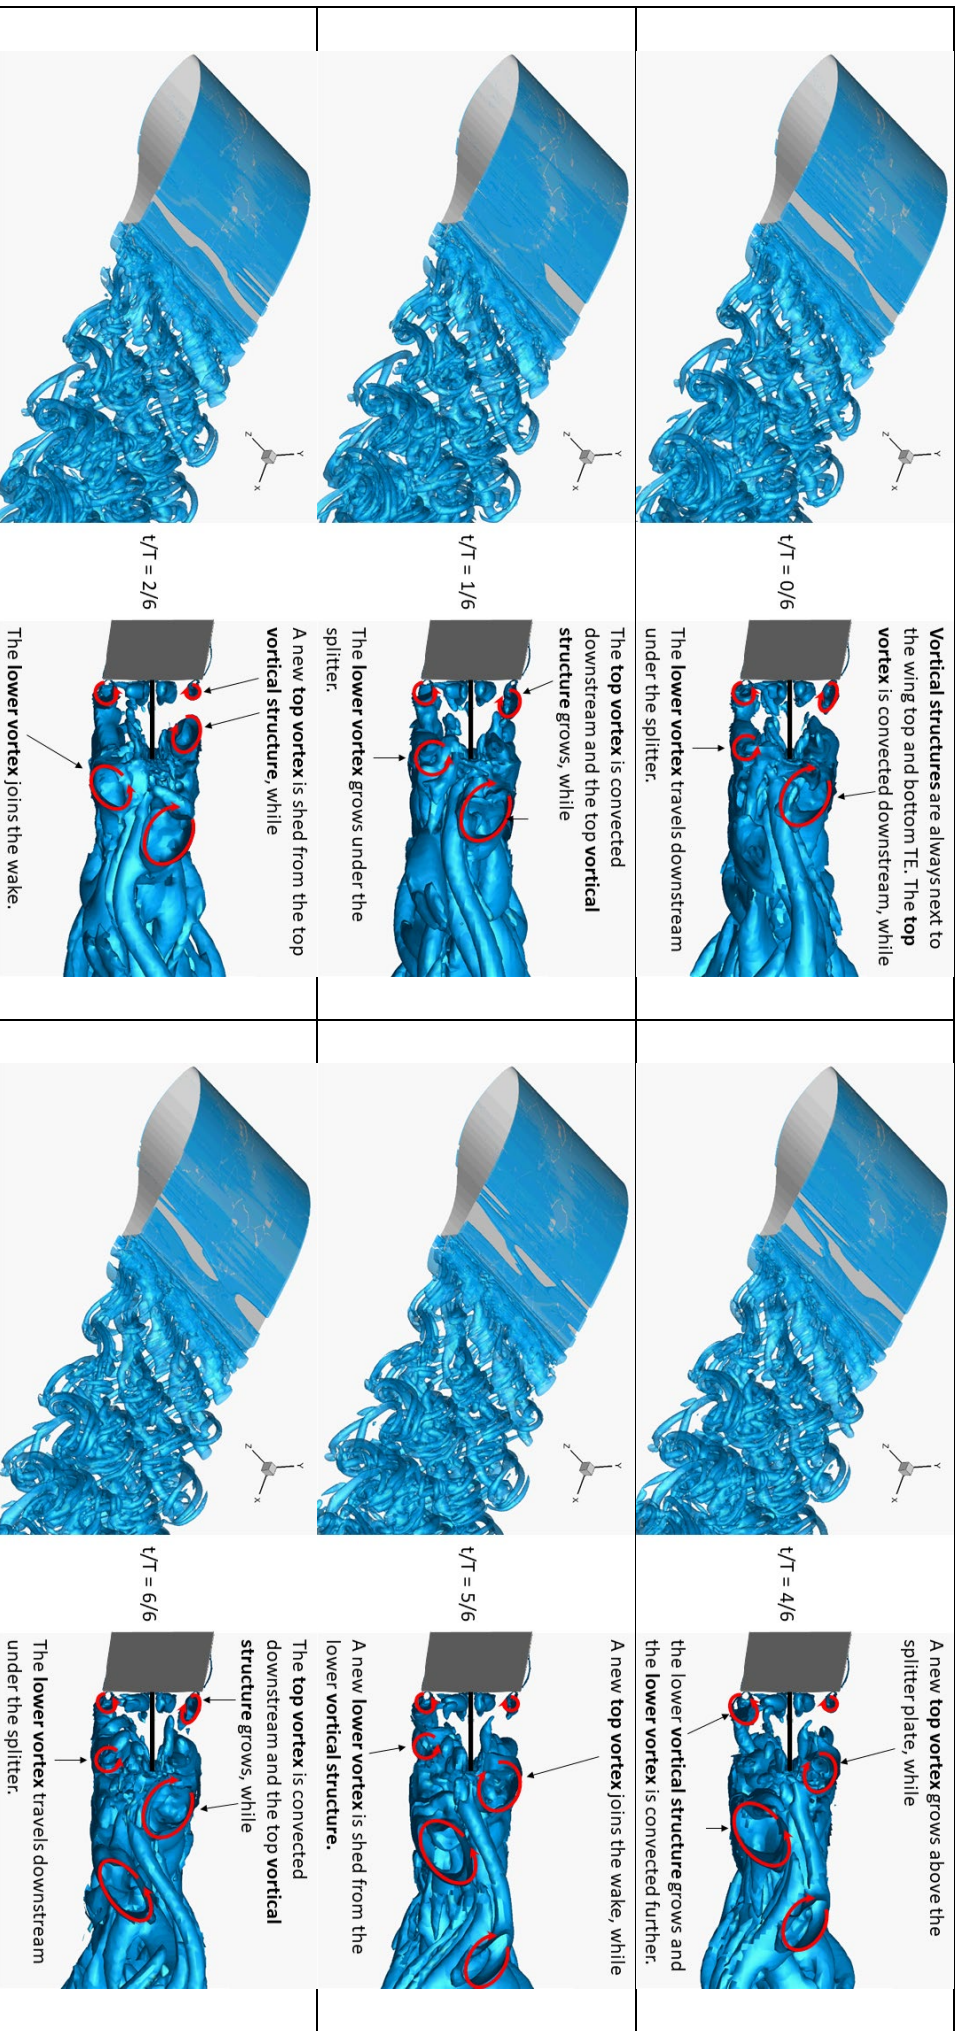 Y
Z
X
t/T = 0/6
Vortical structures are always next to
the wing top and bottom TE. The top
vortex is convected downstream, while
The lower vortex travels downstream
under the splitter.
Y
Z
X
t/T = 1/6
The top vortex is convected
downstream and the top vortical
structure grows, while
The lower vortex grows under the
splitter.
Y
Z
X
t/T = 2/6
A new top vortex is shed from the top
vortical structure, while
The lower vortex joins the wake.
Y
Z
X
t/T = 4/6
A new top vortex grows above the
splitter plate, while
the lower vortical structure grows and
the lower vortex is convected further.
Y
Z
X
t/T = 5/6
A new top vortex joins the wake, while
A new lower vortex is shed from the
lower vortical structure.
Y
Z
X
t/T = 6/6
The top vortex is convected
downstream and the top vortical
structure grows, while
The lower vortex travels downstream
under the splitter.